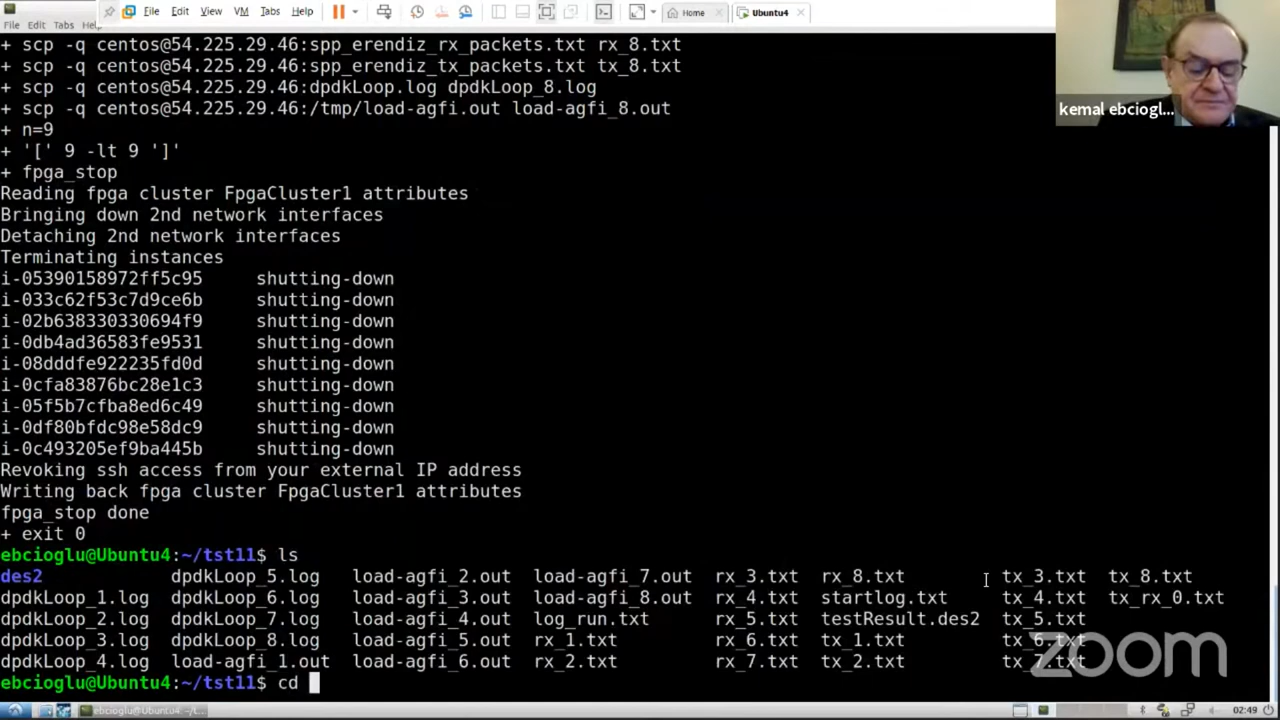 File Edit View VM Tabs Help Home Ubuntu4
File Edit Tabs
+ scp -q centos@54.225.29.46:spp_erendiz_rx_packets.txt rx_8.txt
+ scp -q centos@54.225.29.46:spp_erendiz_tx_packets.txt tx_8.txt
+ scp -q centos@54.225.29.46:dpdkLoop.log dpdkLoop_8.log
+ scp -q centos@54.225.29.46:/tmp/load-agfi.out load-agfi_8.out
kemal ebciogl...
+ n=9
+ '[' 9 -lt 9 ']'
+ fpga_stop
Reading fpga cluster FpgaCluster1 attributes
Bringing down 2nd network interfaces
Detaching 2nd network interfaces
Terminating instances
i-05390158972ff5c95 shutting-down
i-033c62f53c7d9ce6b shutting-down
i-02b638330330694f9 shutting-down
i-0db4ad36583fe9531 shutting-down
i-08dddfe922235fd0d shutting-down
i-0cfa83876bc28e1c3 shutting-down
i-05f5b7cfba8ed6c49 shutting-down
i-0df80bfdc98e58dc9 shutting-down
i-0c493205ef9ba445b shutting-down
Revoking ssh access from your external IP address
Writing back fpga cluster FpgaCluster1 attributes
fpga_stop done
+ exit 0
ebcioglu@Ubuntu4:~/tst11$ ls
des2 dpdkLoop_5.log load-agfi_2.out load-agfi_7.out rx_3.txt rx_8.txt tx_3.txt tx_8.txt
dpdkLoop_1.log dpdkLoop_6.log load-agfi_3.out load-agfi_8.out rx_4.txt startlog.txt tx_4.txt tx_rx_0.txt
dpdkLoop_2.log dpdkLoop_7.log load-agfi_4.out log_run.txt rx_5.txt testResult.des2 tx_5.txt
dpdkLoop_3.log dpdkLoop_8.log load-agfi_5.out rx_1.txt rx_6.txt tx_1.txt tx_6.txt
dpdkLoop_4.log load-agfi_1.out load-agfi_6.out rx_2.txt rx_7.txt tx_2.txt tx_7.txt
zoom
ebcioglu@Ubuntu4:~/tst11$ cd
ebcioglu@Ubuntu4: ~/t... 02:49